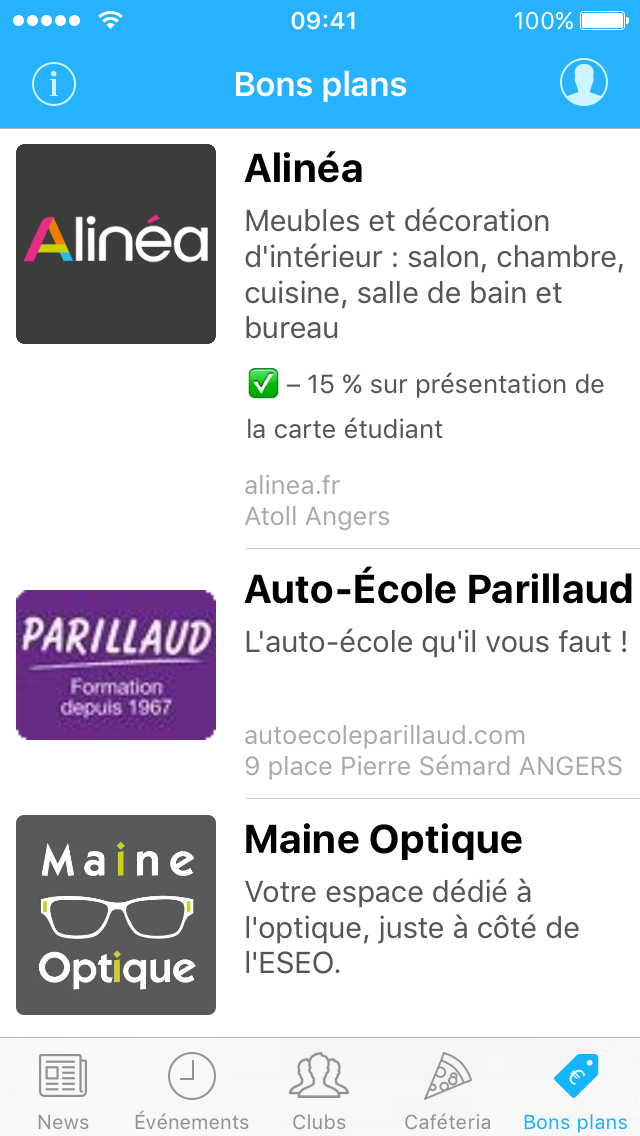 09:41
100%
Bons plans
Alinéa
Alinéa
Meubles et décoration
d'intérieur : salon, chambre,
cuisine, salle de bain et
bureau
✅ – 15 % sur présentation de
la carte étudiant
alinea.fr
Atoll Angers
PARILLAUD
Formation
depuis 1967
Auto-École Parillaud
L'auto-école qu'il vous faut !
autoecoleparillaud.com
9 place Pierre Sémard ANGERS
Maine
Optique
Maine Optique
Votre espace dédié à
l'optique, juste à côté de
l'ESEO.
News
Événements
Clubs
Caféteria
Bons plans